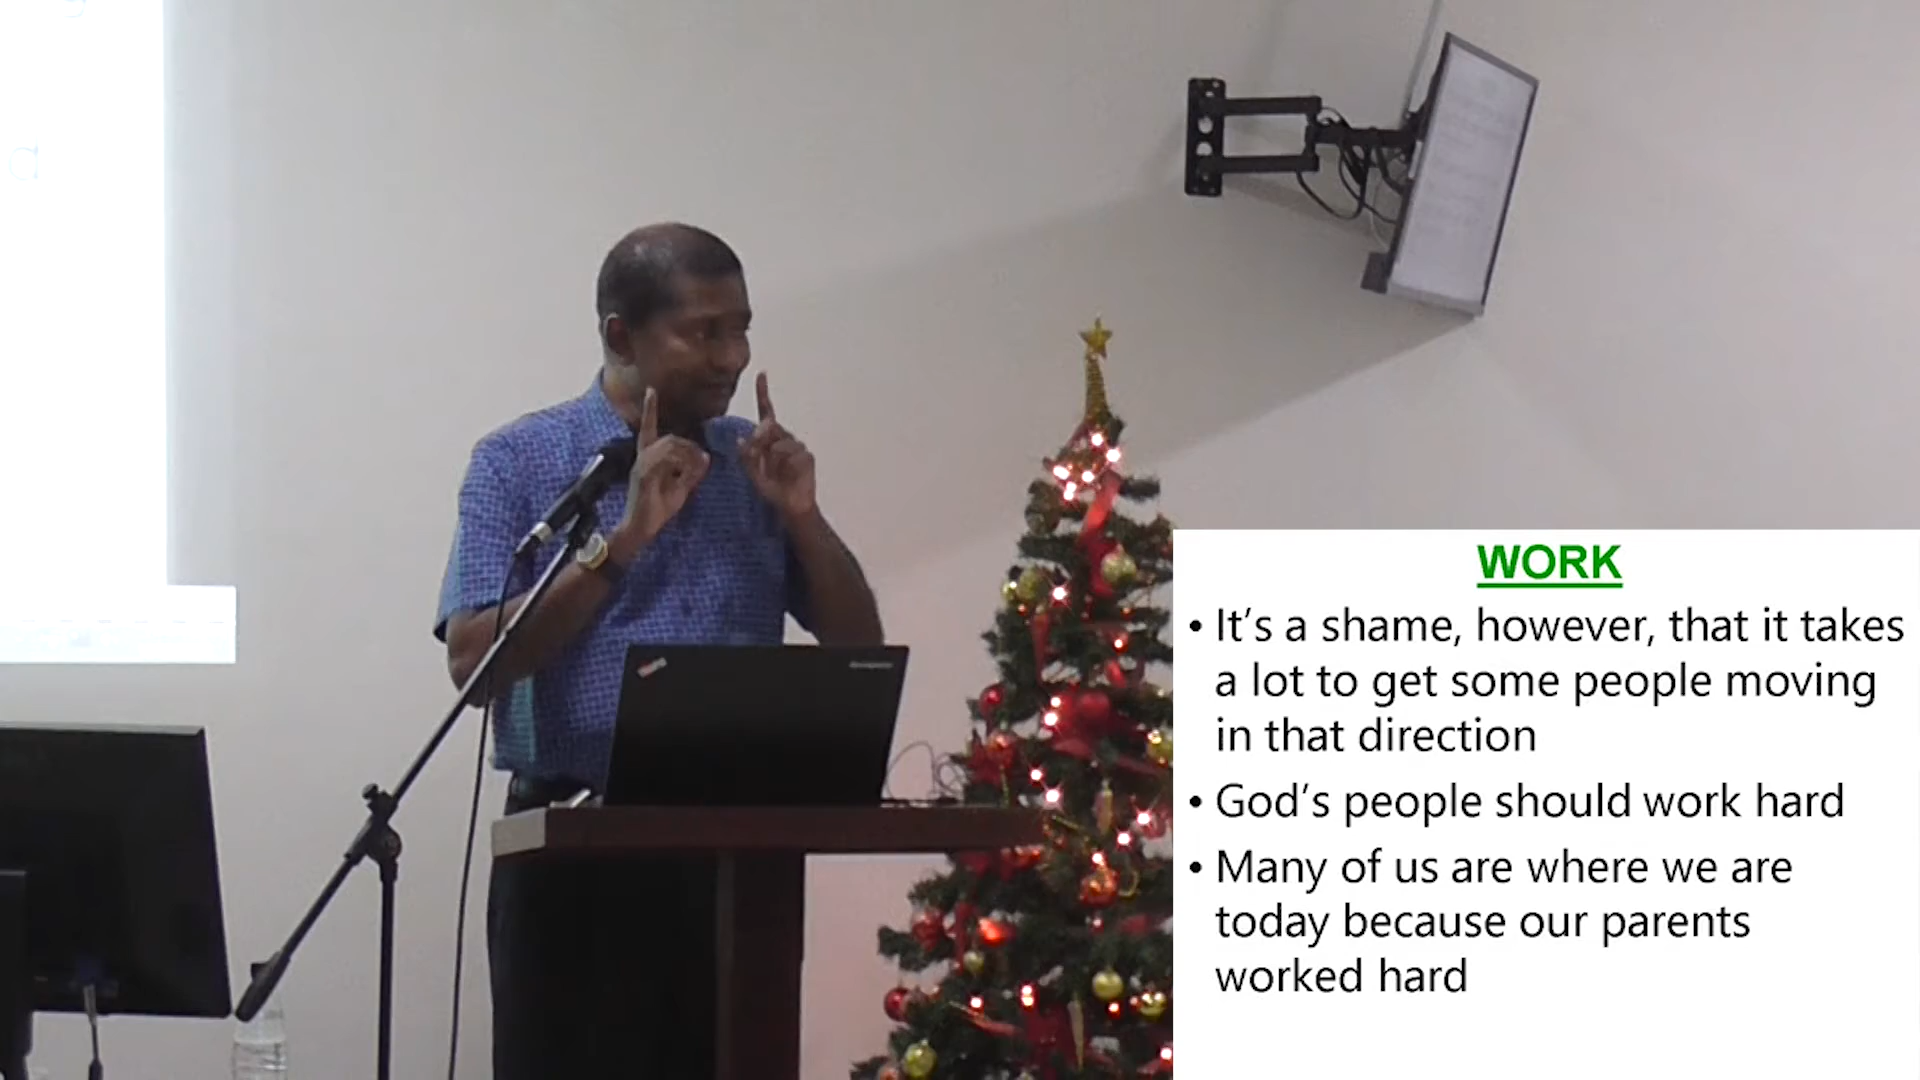 WORK
• It’s a shame, however, that it takes
a lot to get some people moving
in that direction
• God’s people should work hard
• Many of us are where we are
today because our parents
worked hard